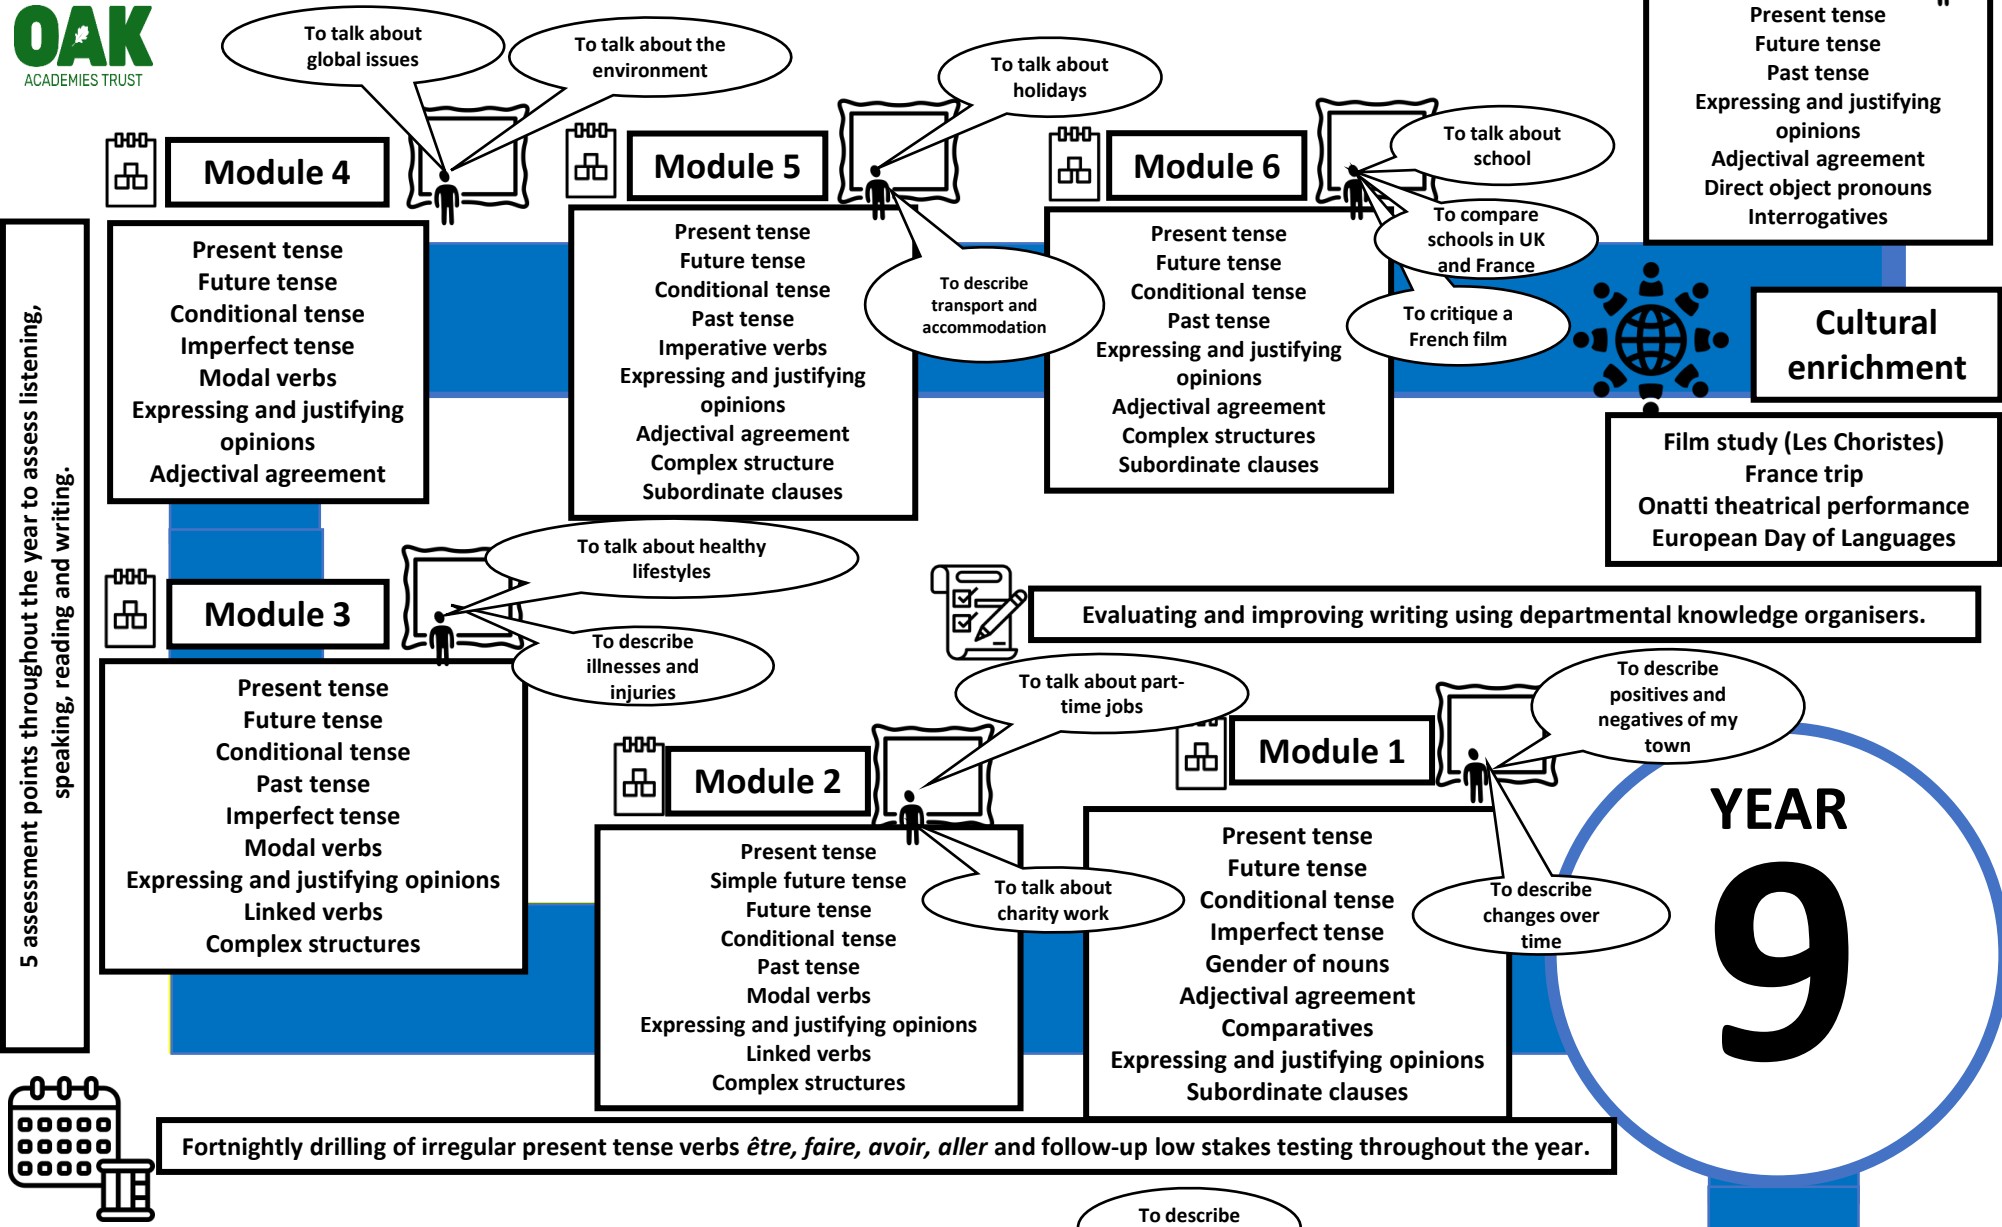 OAK
ACADEMIES TRUST
To talk about
global issues
To talk about the
environment
To talk about
holidays
To talk about
school
To compare
schools in UK
and France
To critique a
French film
Present tense
Future tense
Past tense
Expressing and justifying
opinions
Adjectival agreement
Direct object pronouns
Interrogatives
Module 4
Present tense
Future tense
Conditional tense
Imperfect tense
Modal verbs
Expressing and justifying
opinions
Adjectival agreement
Module 5
Present tense
Future tense
Conditional tense
Past tense
Imperative verbs
Expressing and justifying
opinions
Adjectival agreement
Complex structure
Subordinate clauses
To describe
transport and
accommodation
Module 6
Present tense
Future tense
Conditional tense
Past tense
Expressing and justifying
opinions
Adjectival agreement
Complex structures
Subordinate clauses
Cultural
enrichment
Film study (Les Choristes)
France trip
Onatti theatrical performance
European Day of Languages
5 assessment points throughout the year to assess listening,
speaking, reading and writing.
Module 3
To talk about healthy
lifestyles
To describe
illnesses and
injuries
Present tense
Future tense
Conditional tense
Past tense
Imperfect tense
Modal verbs
Expressing and justifying opinions
Linked verbs
Complex structures
Evaluating and improving writing using departmental knowledge organisers.
Module 2
To talk about part-
time jobs
To talk about
charity work
Present tense
Simple future tense
Future tense
Conditional tense
Past tense
Modal verbs
Expressing and justifying opinions
Linked verbs
Complex structures
Module 1
To describe
positives and
negatives of my
town
To describe
changes over
time
Present tense
Future tense
Conditional tense
Imperfect tense
Gender of nouns
Adjectival agreement
Comparatives
Expressing and justifying opinions
Subordinate clauses
YEAR
9
Fortnightly drilling of irregular present tense verbs être, faire, avoir, aller and follow-up low stakes testing throughout the year.
To describe